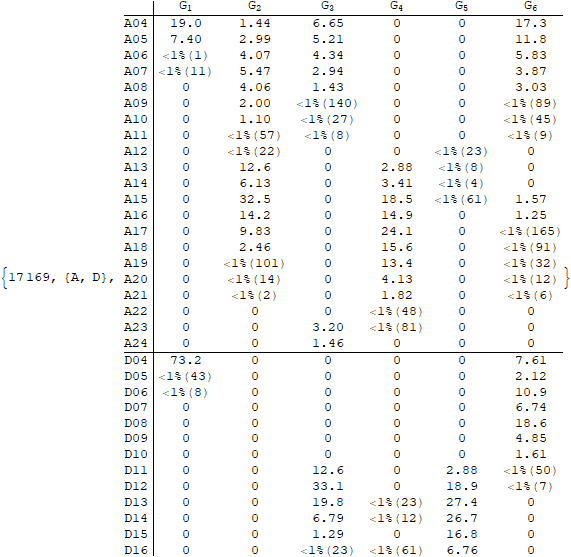 G1 G2 G3 G4 G5 G6
A04 19.0 1.44 6.65 0 0 17.3
A05 7.40 2.99 5.21 0 0 11.8
A06 <1%(1) 4.07 4.34 0 0 5.83
A07 <1%(11) 5.47 2.94 0 0 3.87
A08 0 4.06 1.43 0 0 3.03
A09 0 2.00 <1%(140) 0 0 <1%(89)
A10 0 1.10 <1%(27) 0 0 <1%(45)
A11 0 <1%(57) <1%(8) 0 0 <1%(9)
A12 0 <1%(22) 0 0 <1%(23) 0
A13 0 12.6 0 2.88 <1%(8) 0
A14 0 6.13 0 3.41 <1%(4) 0
A15 0 32.5 0 18.5 <1%(61) 1.57
A16 0 14.2 0 14.9 0 1.25
A17 0 9.83 0 24.1 0 <1%(165)
A18 0 2.46 0 15.6 0 <1%(91)
A19 0 <1%(101) 0 13.4 0 <1%(32)
{17169, {A, D}, A20 0 <1%(14) 0 4.13 0 <1%(12) }
A21 0 <1%(2) 0 1.82 0 <1%(6)
A22 0 0 0 <1%(48) 0 0
A23 0 0 3.20 <1%(81) 0 0
A24 0 0 1.46 0 0 0
D04 73.2 0 0 0 0 7.61
D05 <1%(43) 0 0 0 0 2.12
D06 <1%(8) 0 0 0 0 10.9
D07 0 0 0 0 0 6.74
D08 0 0 0 0 0 18.6
D09 0 0 0 0 0 4.85
D10 0 0 0 0 0 1.61
D11 0 0 12.6 0 2.88 <1%(50)
D12 0 0 33.1 0 18.9 <1%(7)
D13 0 0 19.8 <1%(23) 27.4 0
D14 0 0 6.79 <1%(12) 26.7 0
D15 0 0 1.29 0 16.8 0
D16 0 0 <1%(23) <1%(61) 6.76 0